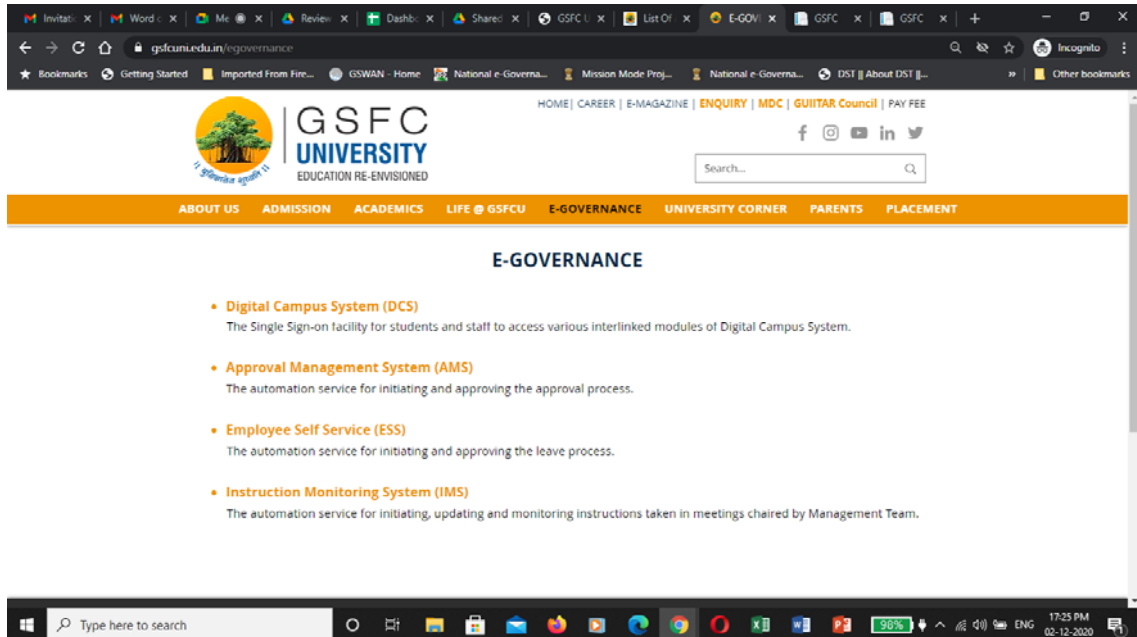 Invitatic
Word c
Me
Review
Dashbc
Shared
GSFC U
List Of
E-GOVE
GSFC
GSFC
gsfcuni.edu.in/egovernance
Incognito
Bookmarks
Getting Started
Imported From Fire...
GSWAN - Home
National e-Governa...
Mission Mode Proj...
National e-Governa...
DST || About DST ||...
»
Other bookmarks
HOME| CAREER | E-MAGAZINE | ENQUIRY | MDC | GUIITAR Council | PAY FEE
GSFC
UNIVERSITY
EDUCATION RE-ENVISIONED
Search...
ABOUT US ADMISSION ACADEMICS LIFE @ GSFCU E-GOVERNANCE UNIVERSITY CORNER PARENTS PLACEMENT
E-GOVERNANCE
• Digital Campus System (DCS)
The Single Sign-on facility for students and staff to access various interlinked modules of Digital Campus System.
• Approval Management System (AMS)
The automation service for initiating and approving the approval process.
• Employee Self Service (ESS)
The automation service for initiating and approving the leave process.
• Instruction Monitoring System (IMS)
The automation service for initiating, updating and monitoring instructions taken in meetings chaired by Management Team.
Type here to search
98%
ENG
17:25 PM
02-12-2020